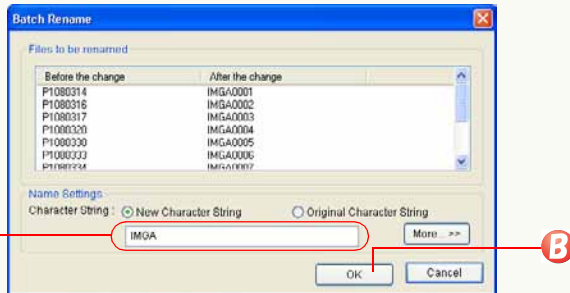 Batch Rename
Files to be renamed
Before the change After the change
P1080314 IMGA0001
P1080316 IMGA0002
P1080317 IMGA0003
P1080320 IMGA0004
P1080330 IMGA0005
P1080333 IMGA0006
P1080334 IMGA0007
Name Settings
Character String : New Character String Original Character String
IMGA More... >>
B
OK Cancel